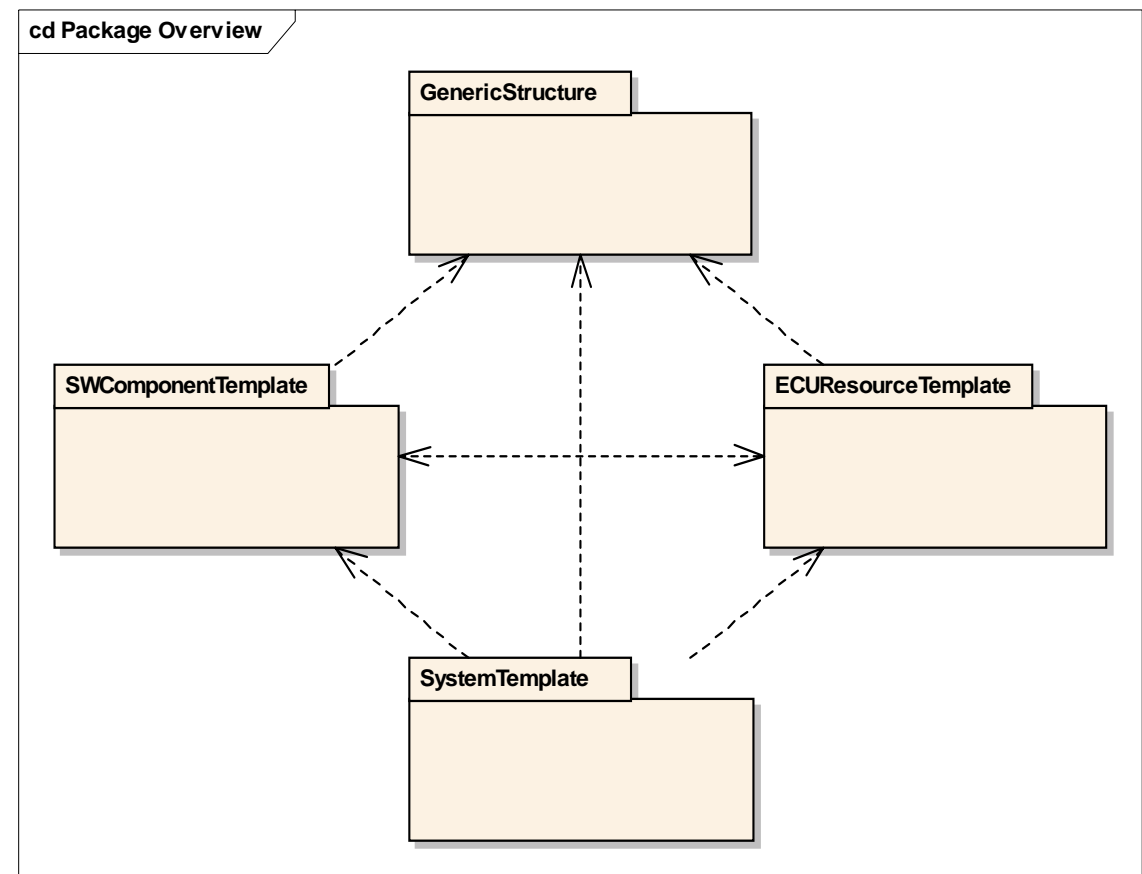 cd Package Overview
GenericStructure
SWComponentTemplate
ECUResourceTemplate
SystemTemplate